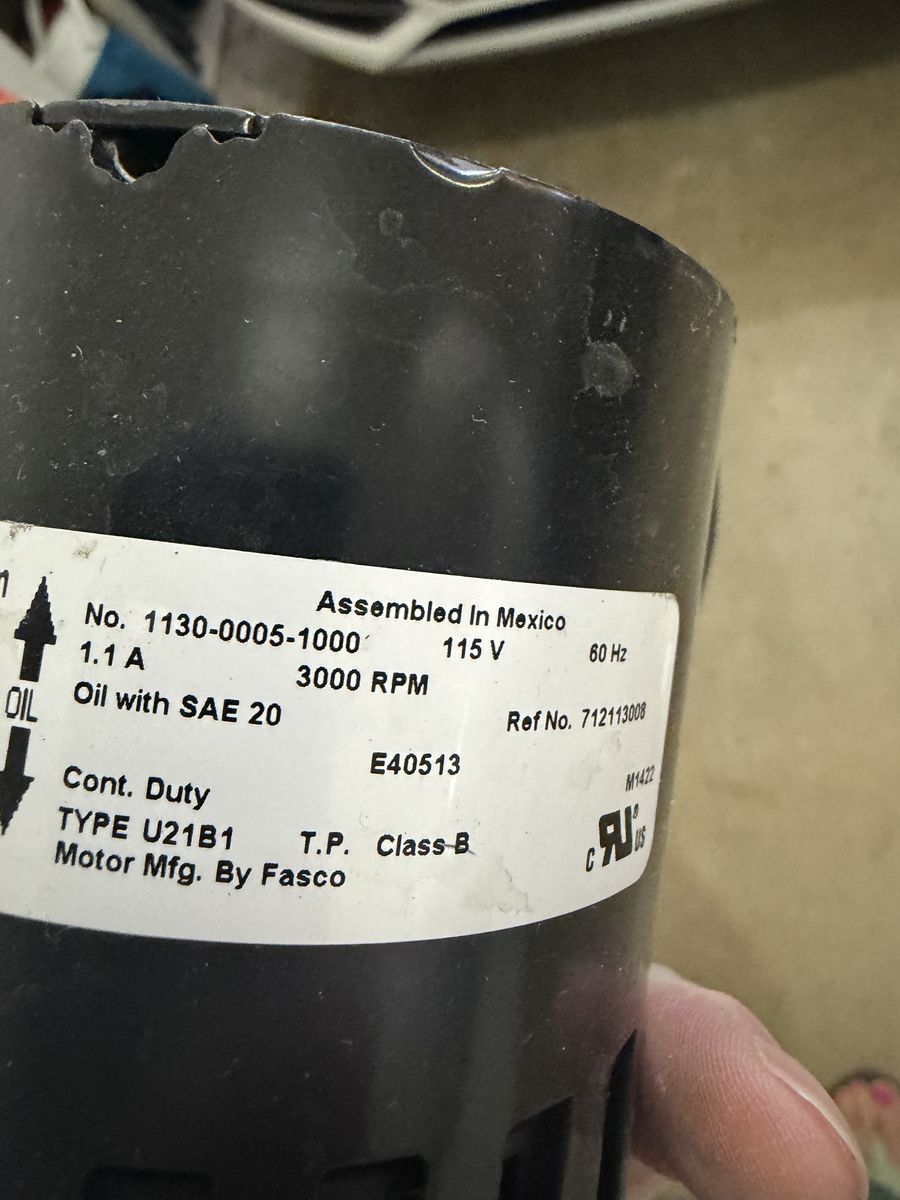 Assembled In Mexico
No. 1130-0005-1000 115 V 60 Hz
1.1 A 3000 RPM
OIL
Oil with SAE 20 Ref No. 712113008
E40513
Cont. Duty M1422
TYPE U21B1 T.P. Class B
Motor Mfg. By Fasco
C RU® US